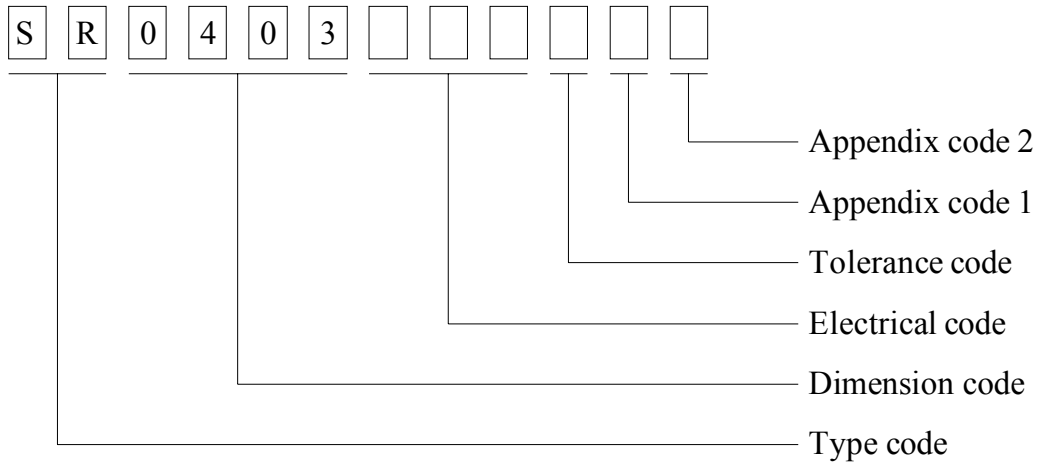 S R 0 4 0 3
Appendix code 2
Appendix code 1
Tolerance code
Electrical code
Dimension code
Type code